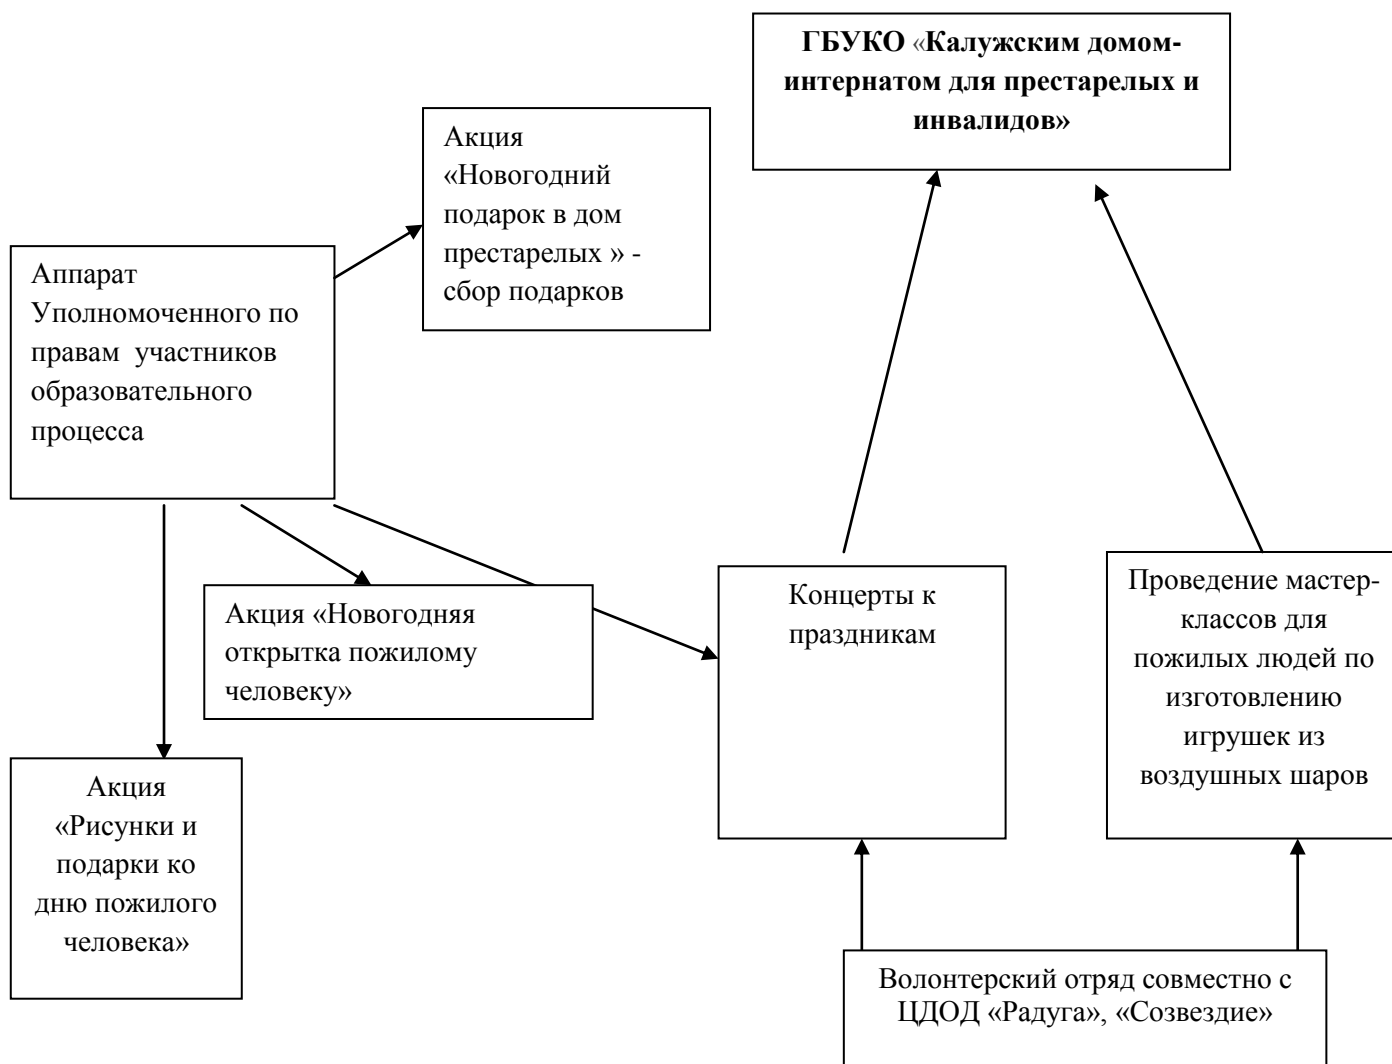 ГБУКО «Калужским домом-
интернатом для престарелых и
инвалидов»
Акция
«Новогодний
подарок в дом
престарелых » -
сбор подарков
Аппарат
Уполномоченного по
правам участников
образовательного
процесса
Акция «Новогодняя
открытка пожилому
человеку»
Концерты к
праздникам
Проведение мастер-
классов для
пожилых людей по
изготовлению
игрушек из
воздушных шаров
Акция
«Рисунки и
подарки ко
дню пожилого
человека»
Волонтерский отряд совместно с
ЦДОД «Радуга», «Созвездие»